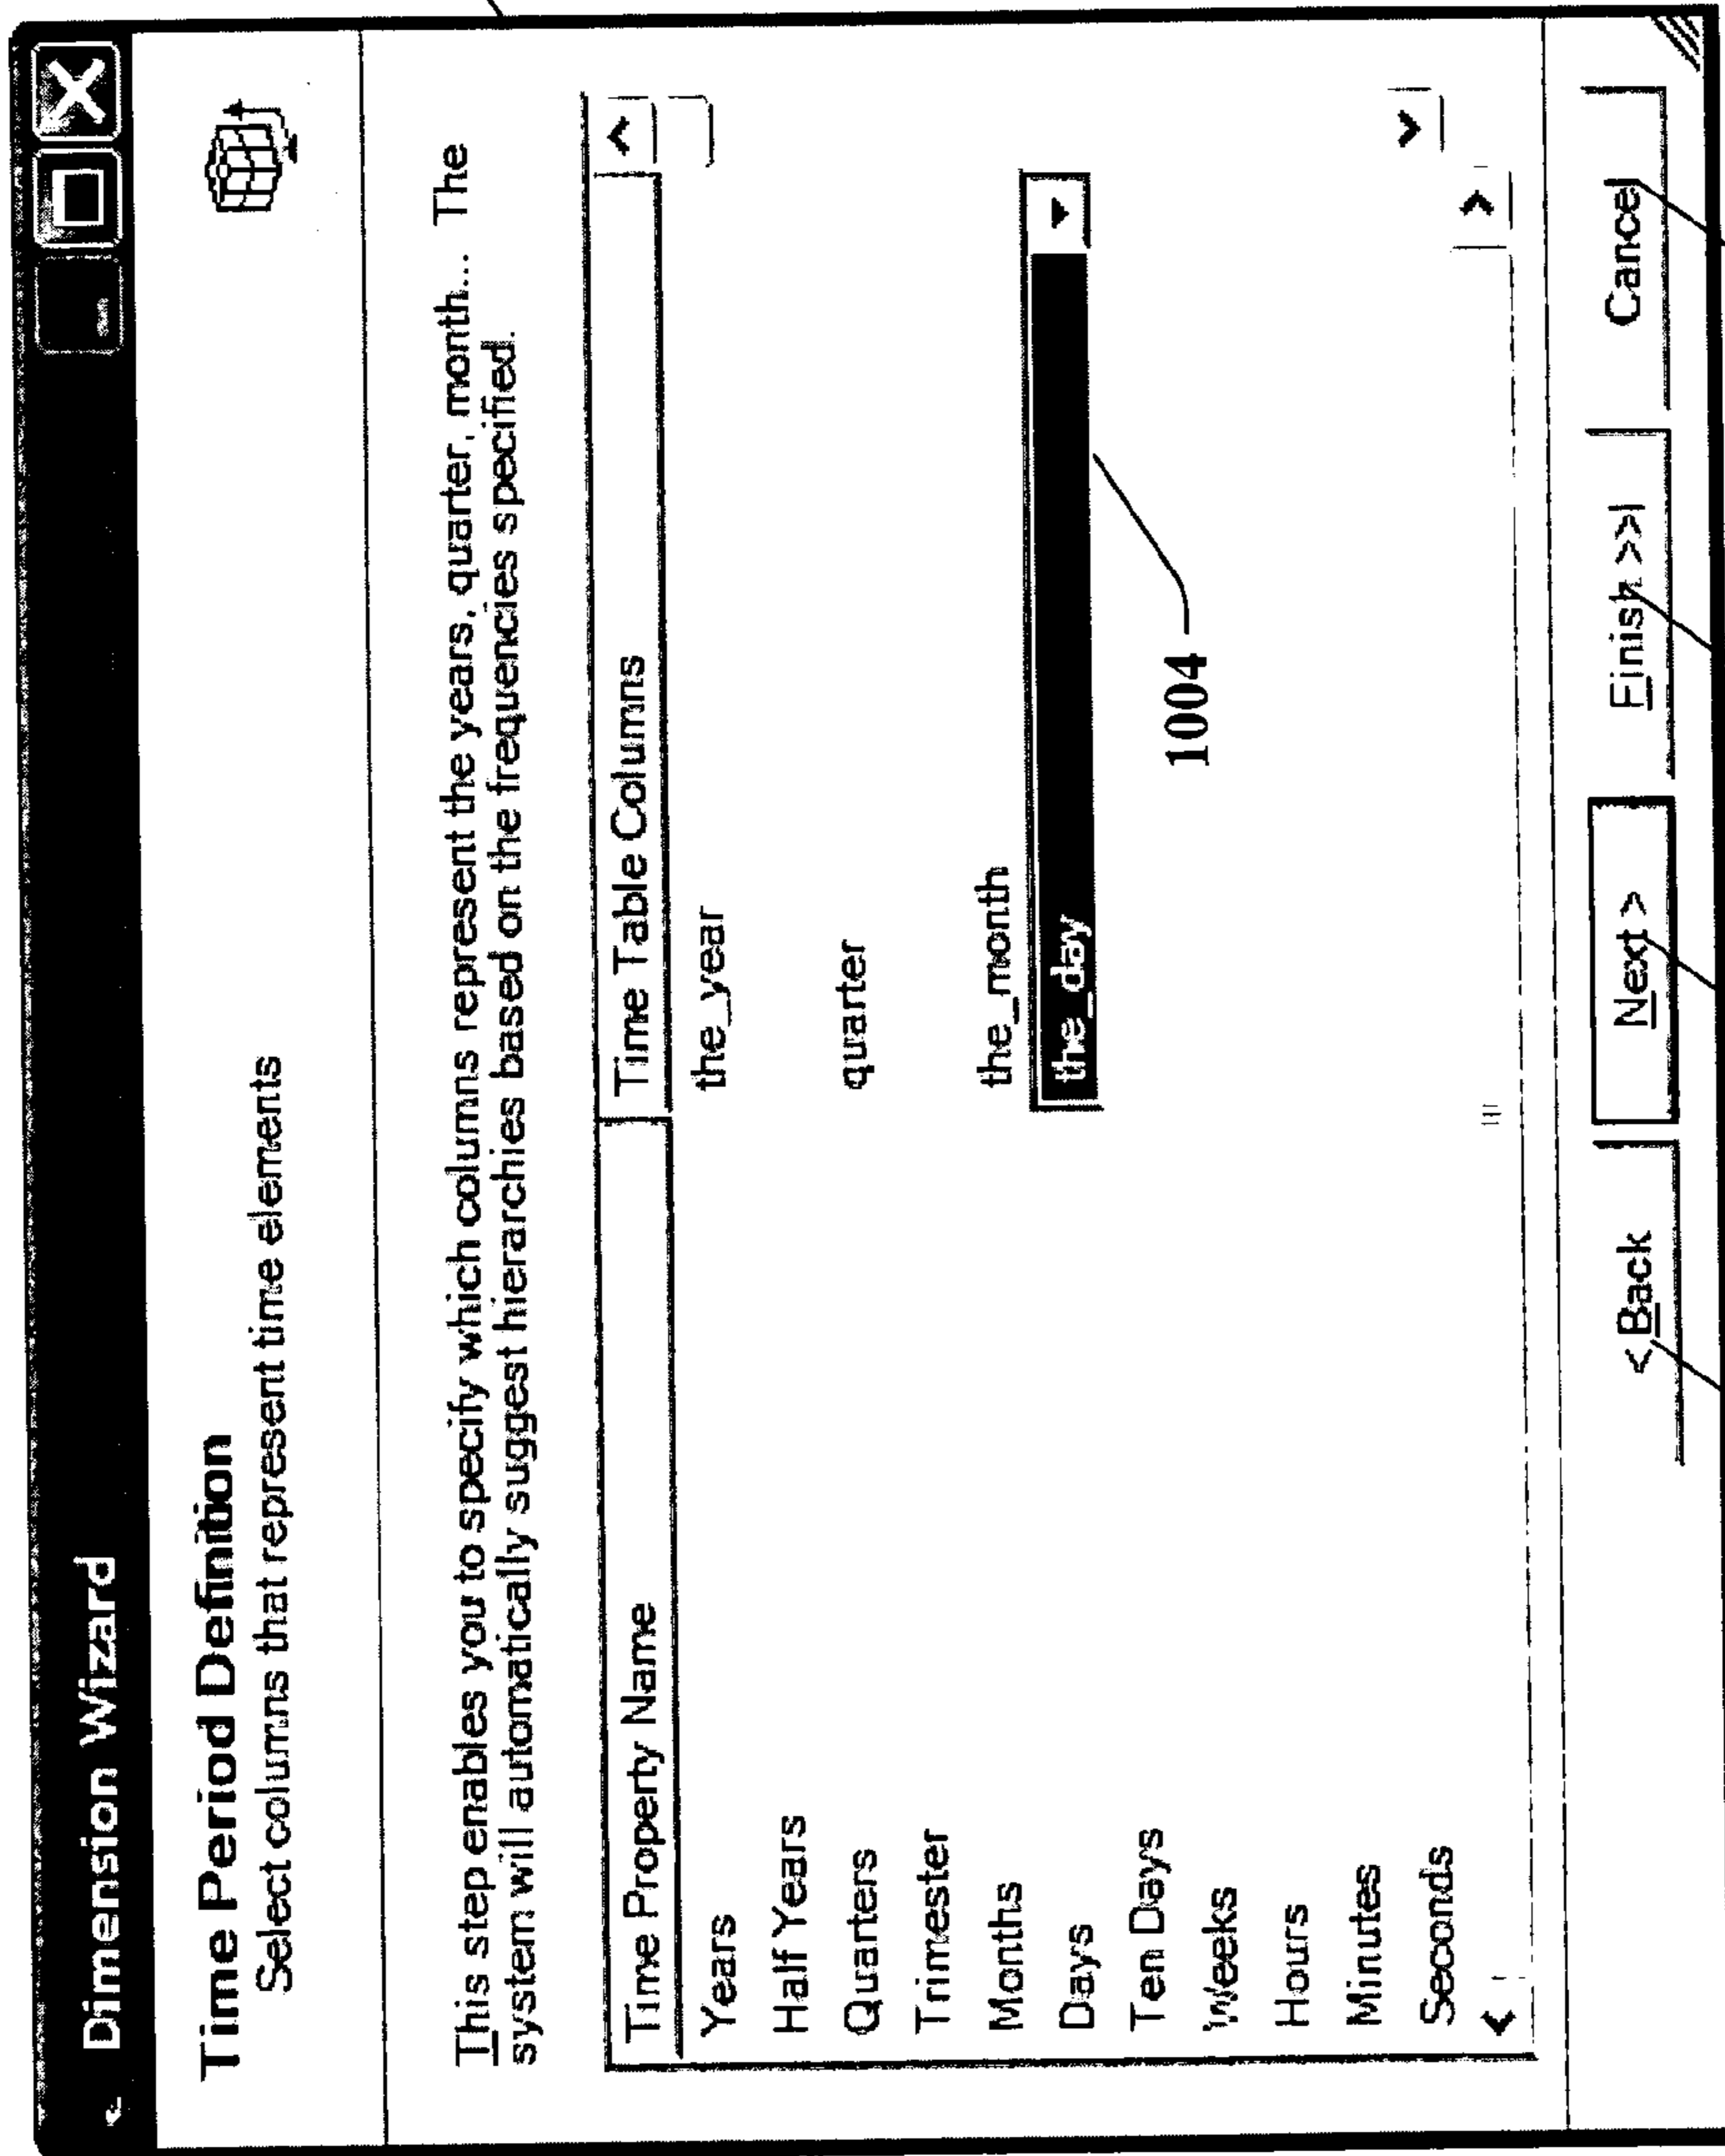 Dimension Wizard
Time Period Definition
Select columns that represent time elements
This step enables you to specify which columns represent the years, quarter, month... The
system will automatically suggest hierarchies based on the frequencies specified.
Time Property Name Time Table Columns
Years the_year
Half Years
Quarters quarter
Trimester
Months the_month
Days the_day
Ten Days
1004
Weeks
Hours
Minutes
Seconds
< Back Next > Finish >>| Cancel